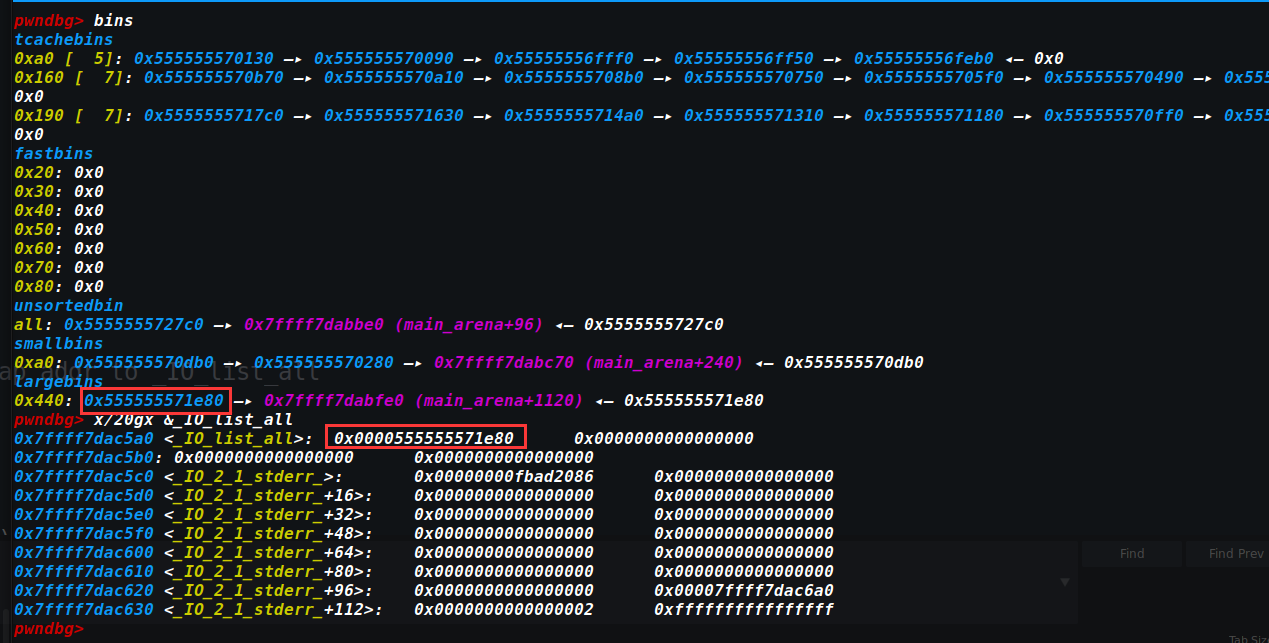 pwndbg> bins
tcachebins
0xa0 [  5]: 0x555555570130 —▸ 0x555555570090 —▸ 0x55555556fff0 —▸ 0x55555556ff50 —▸ 0x55555556feb0 ◂— 0x0
0x160 [  7]: 0x555555570b70 —▸ 0x555555570a10 —▸ 0x5555555708b0 —▸ 0x555555570750 —▸ 0x5555555705f0 —▸ 0x555555570490 —▸ 0x555
0x0
0x190 [  7]: 0x5555555717c0 —▸ 0x555555571630 —▸ 0x5555555714a0 —▸ 0x555555571310 —▸ 0x555555571180 —▸ 0x555555570ff0 —▸ 0x555
0x0
fastbins
0x20: 0x0
0x30: 0x0
0x40: 0x0
0x50: 0x0
0x60: 0x0
0x70: 0x0
0x80: 0x0
unsortedbin
all: 0x5555555727c0 —▸ 0x7ffff7dabbe0 (main_arena+96) ◂— 0x5555555727c0
smallbins
0xa0: 0x555555570db0 —▸ 0x555555570280 —▸ 0x7ffff7dabc70 (main_arena+240) ◂— 0x555555570db0
addr to _IO_list_all
largebins
0x440: 0x555555571e80 —▸ 0x7ffff7dabfe0 (main_arena+1120) ◂— 0x555555571e80
pwndbg> x/20gx &_IO_list_all
0x7ffff7dac5a0 <_IO_list_all>: 0x0000555555571e80 0x0000000000000000
0x7ffff7dac5b0: 0x0000000000000000 0x0000000000000000
0x7ffff7dac5c0 <_IO_2_1_stderr_>: 0x00000000fbad2086 0x0000000000000000
0x7ffff7dac5d0 <_IO_2_1_stderr_+16>: 0x0000000000000000 0x0000000000000000
0x7ffff7dac5e0 <_IO_2_1_stderr_+32>: 0x0000000000000000 0x0000000000000000
0x7ffff7dac5f0 <_IO_2_1_stderr_+48>: 0x0000000000000000 0x0000000000000000
0x7ffff7dac600 <_IO_2_1_stderr_+64>: 0x0000000000000000 0x0000000000000000
0x7ffff7dac610 <_IO_2_1_stderr_+80>: 0x0000000000000000 0x0000000000000000
0x7ffff7dac620 <_IO_2_1_stderr_+96>: 0x0000000000000000 0x00007ffff7dac6a0
0x7ffff7dac630 <_IO_2_1_stderr_+112>: 0x0000000000000002 0xffffffffffffffff
pwndbg>
Find Find Prev
Tab Siz